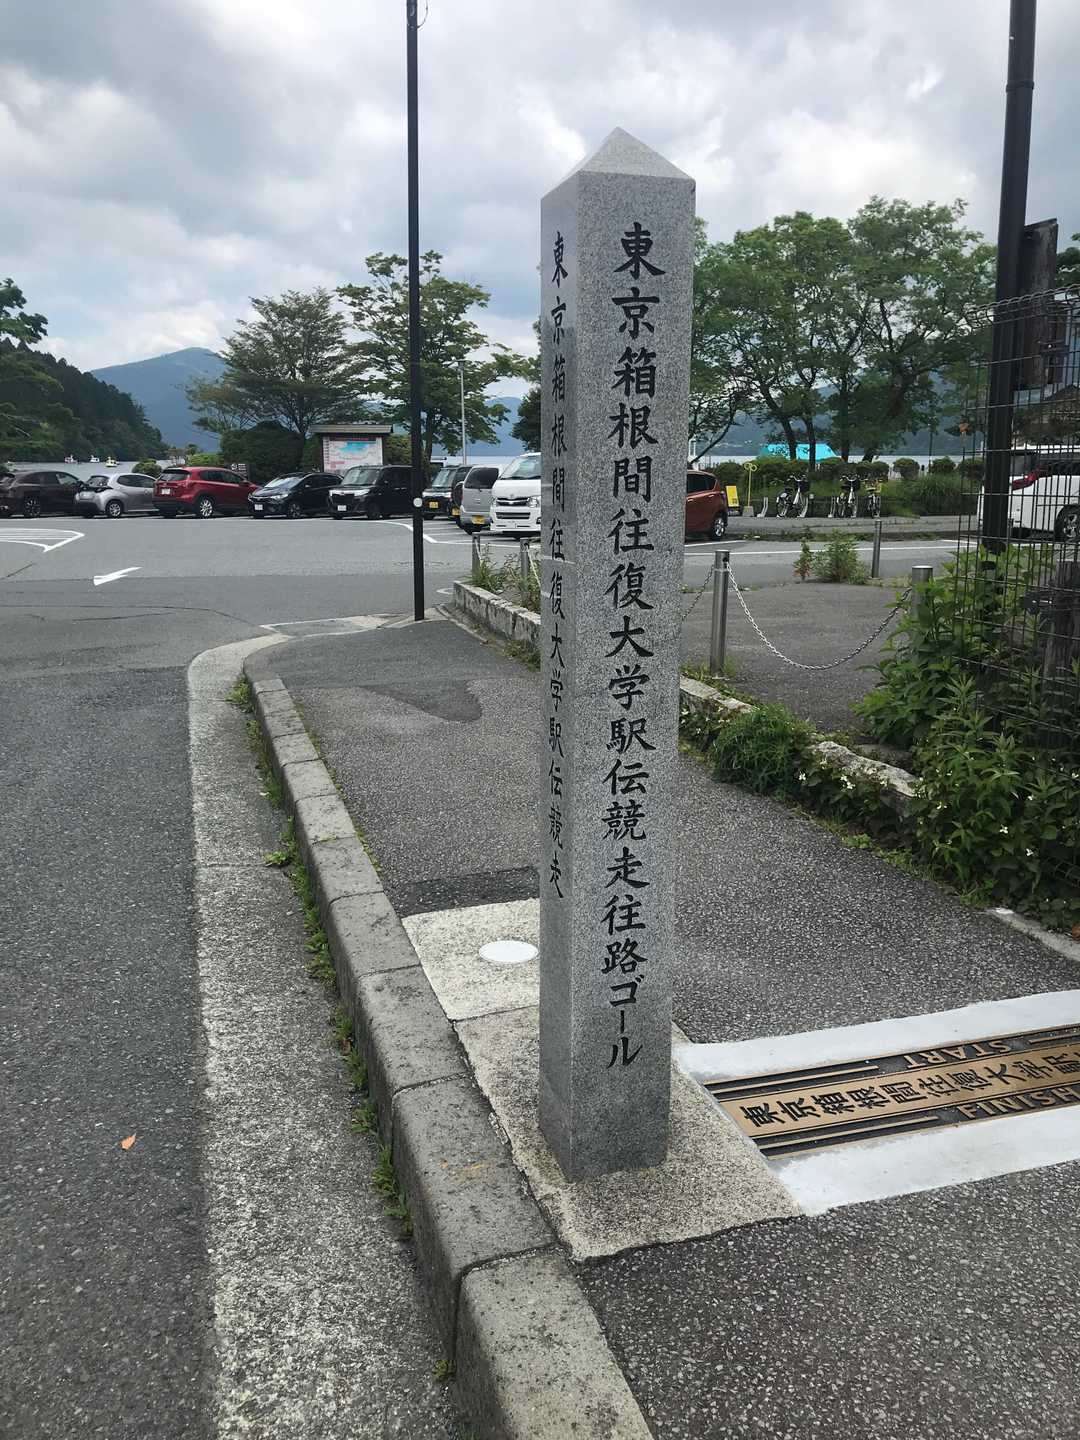 東京箱根間往復大学駅伝競走
東京箱根間往復大学駅伝競走往路ゴール
START
東京箱根間往復大学駅
FINISH